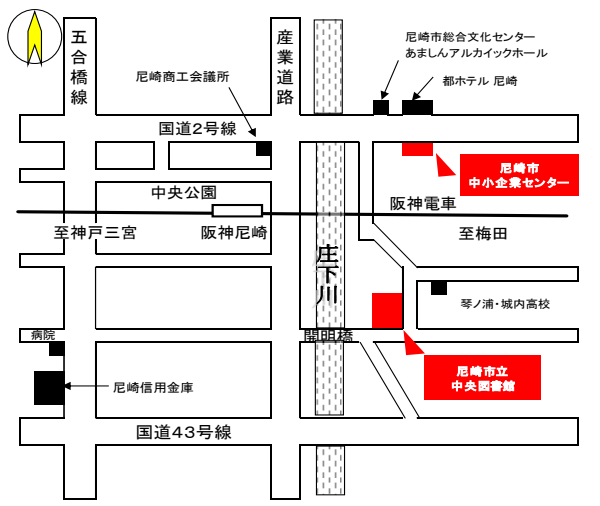 五合橋線
産業道路
尼崎市総合文化センター
あましんアルカイックホール
尼崎商工会議所
都ホテル 尼崎
国道2号線
尼崎市
中小企業センター
中央公園
阪神電車
至神戸三宮
阪神尼崎
至梅田
庄下川
琴ノ浦・城内高校
病院
開明橋
尼崎市立
中央図書館
尼崎信用金庫
国道43号線